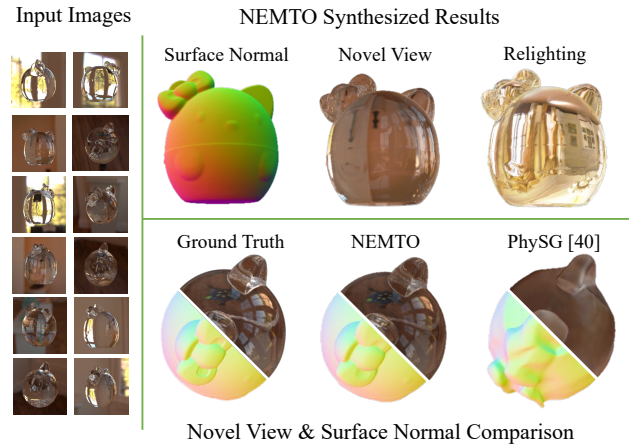 Input Images
NEMTO Synthesized Results
Surface Normal
Novel View
Relighting
Ground Truth
NEMTO
PhySG [40]
Novel View & Surface Normal Comparison